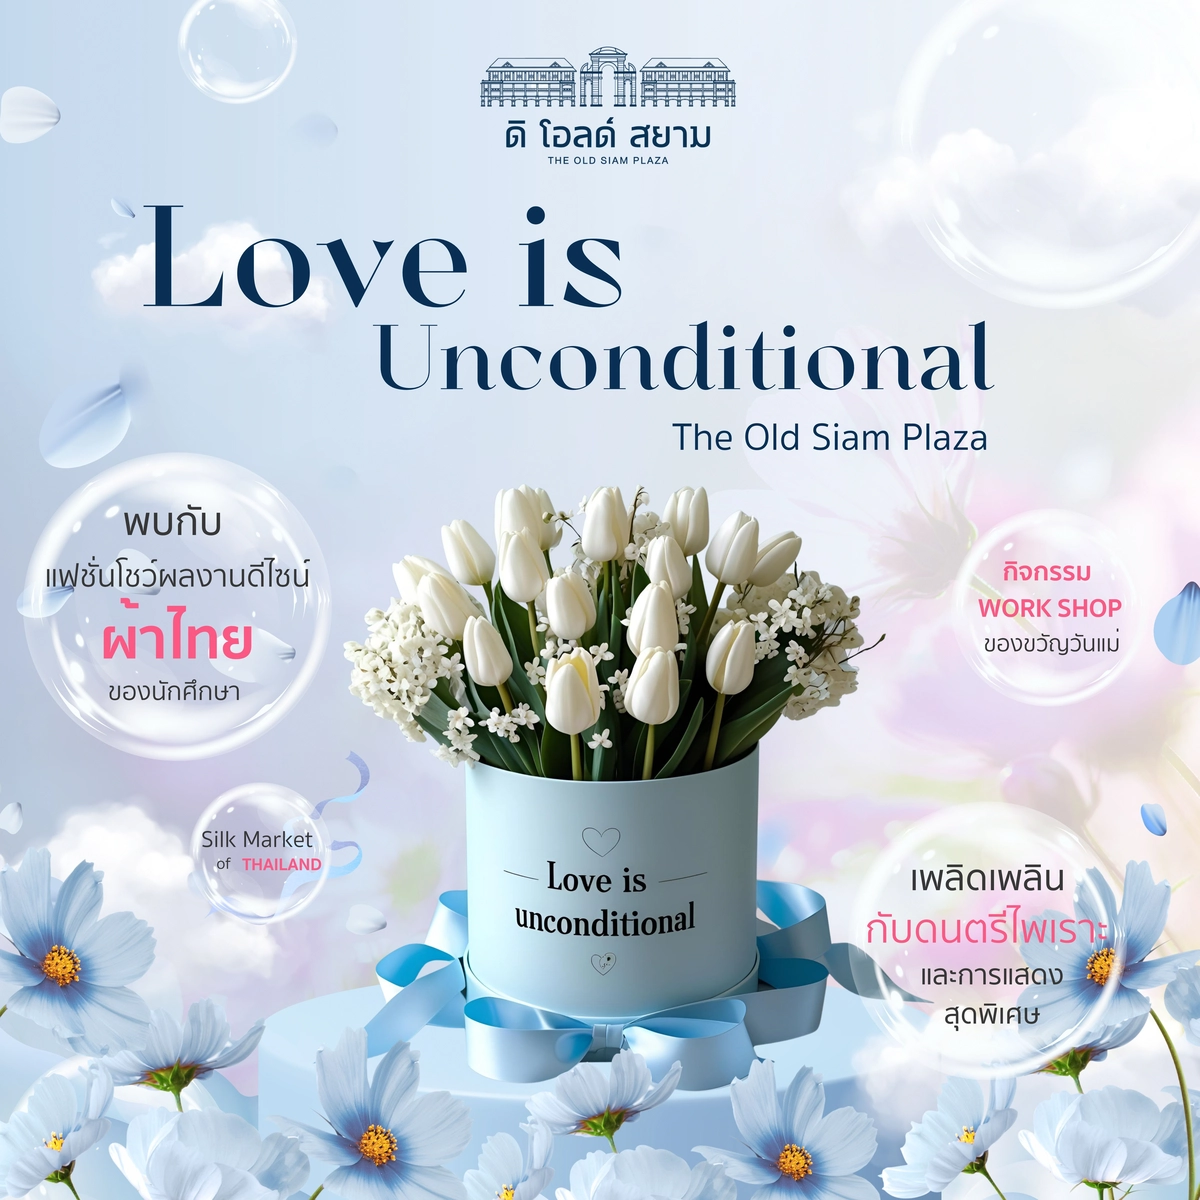 ดิ โอลด์ สยาม
THE OLD SIAM PLAZA
Love is
Unconditional
The Old Siam Plaza
พบกับ
แฟชั่นโชว์ผลงานดีไซน์
ผ้าไทย
ของนักศึกษา
กิจกรรม
WORK SHOP
ของขวัญวันแม่
Silk Market
of THAILAND
Love is
unconditional
เพลิดเพลิน
กับดนตรีไพเราะ
และการแสดง
สุดพิเศษ